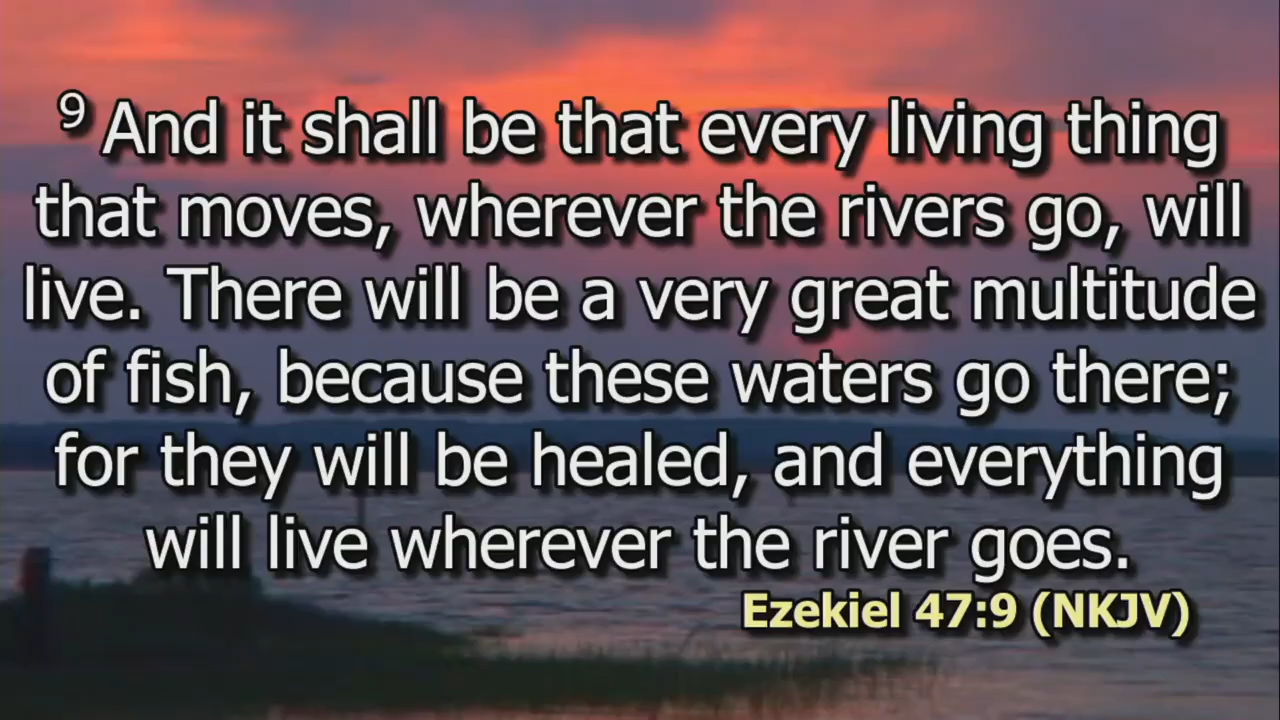 9 And it shall be that every living thing
that moves, wherever the rivers go, will
live. There will be a very great multitude
of fish, because these waters go there;
for they will be healed, and everything
will live wherever the river goes.
Ezekiel 47:9 (NKJV)